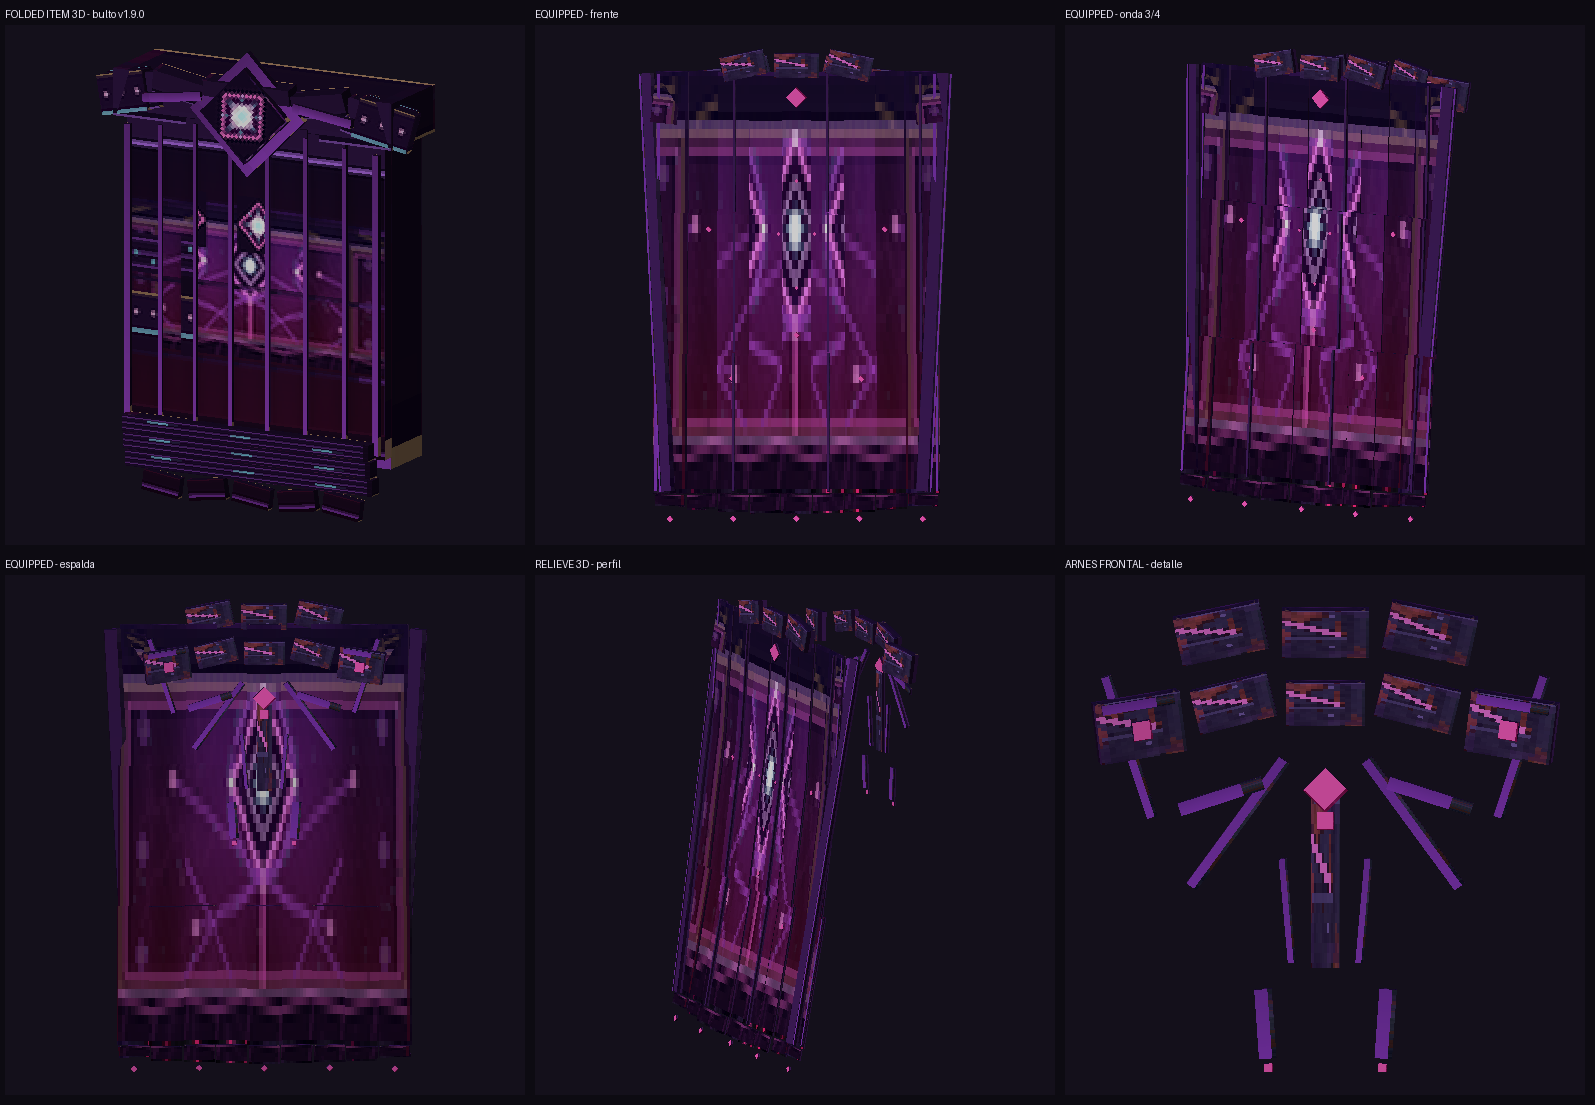 FOLDED ITEM 3D - bulto v1.9.0
EQUIPPED - frente
EQUIPPED - onda 3/4
EQUIPPED - espalda
RELIEVE 3D - perfil
ARNES FRONTAL - detalle